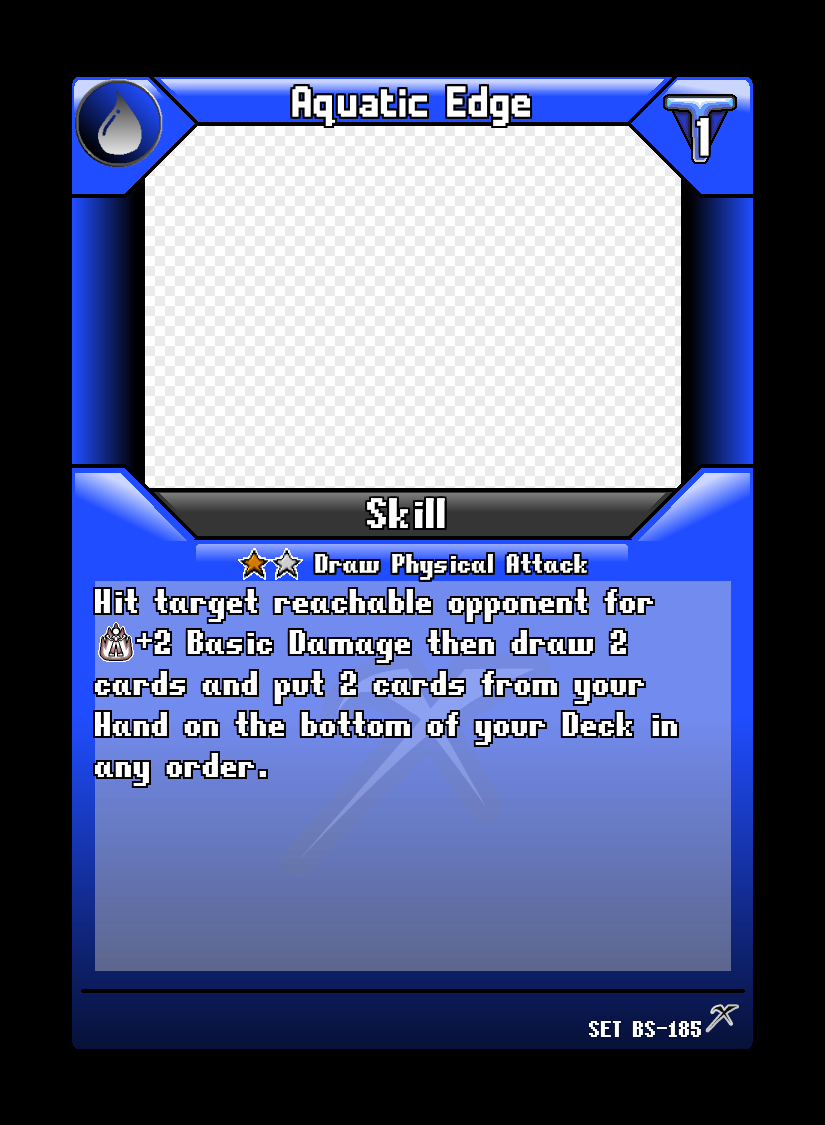 Aquatic Edge
1
Skill
Draw Physical Attack
Hit target reachable opponent for
+2 Basic Damage then draw 2
cards and put 2 cards from your
Hand on the bottom of your Deck in
any order.
SET BS-185